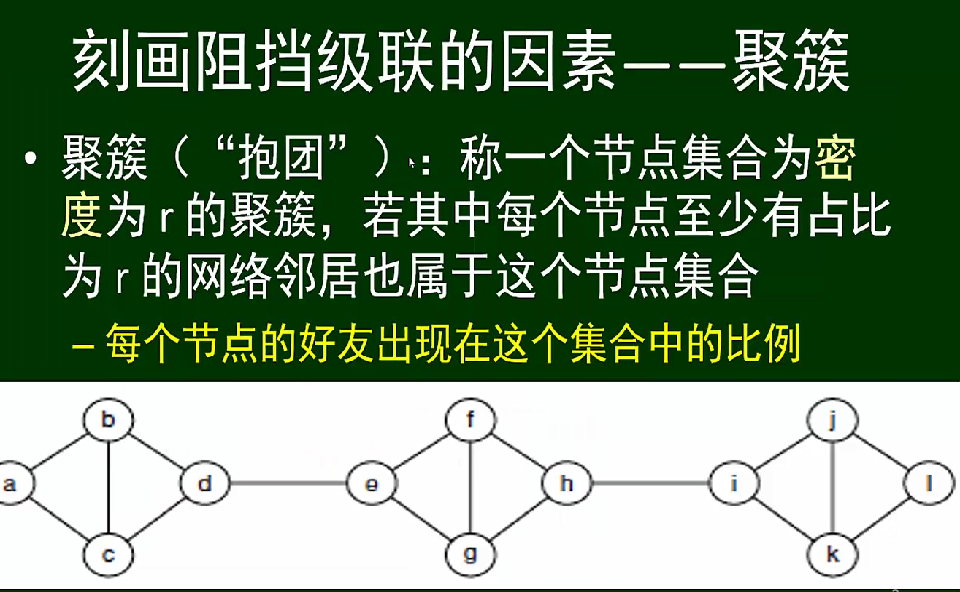 刻画阻挡级联的因素——聚簇
• 聚簇（“抱团”）：称一个节点集合为密
度为 r 的聚簇，若其中每个节点至少有占比
为 r 的网络邻居也属于这个节点集合
– 每个节点的好友出现在这个集合中的比例
b f j
a d e h i l
c g k